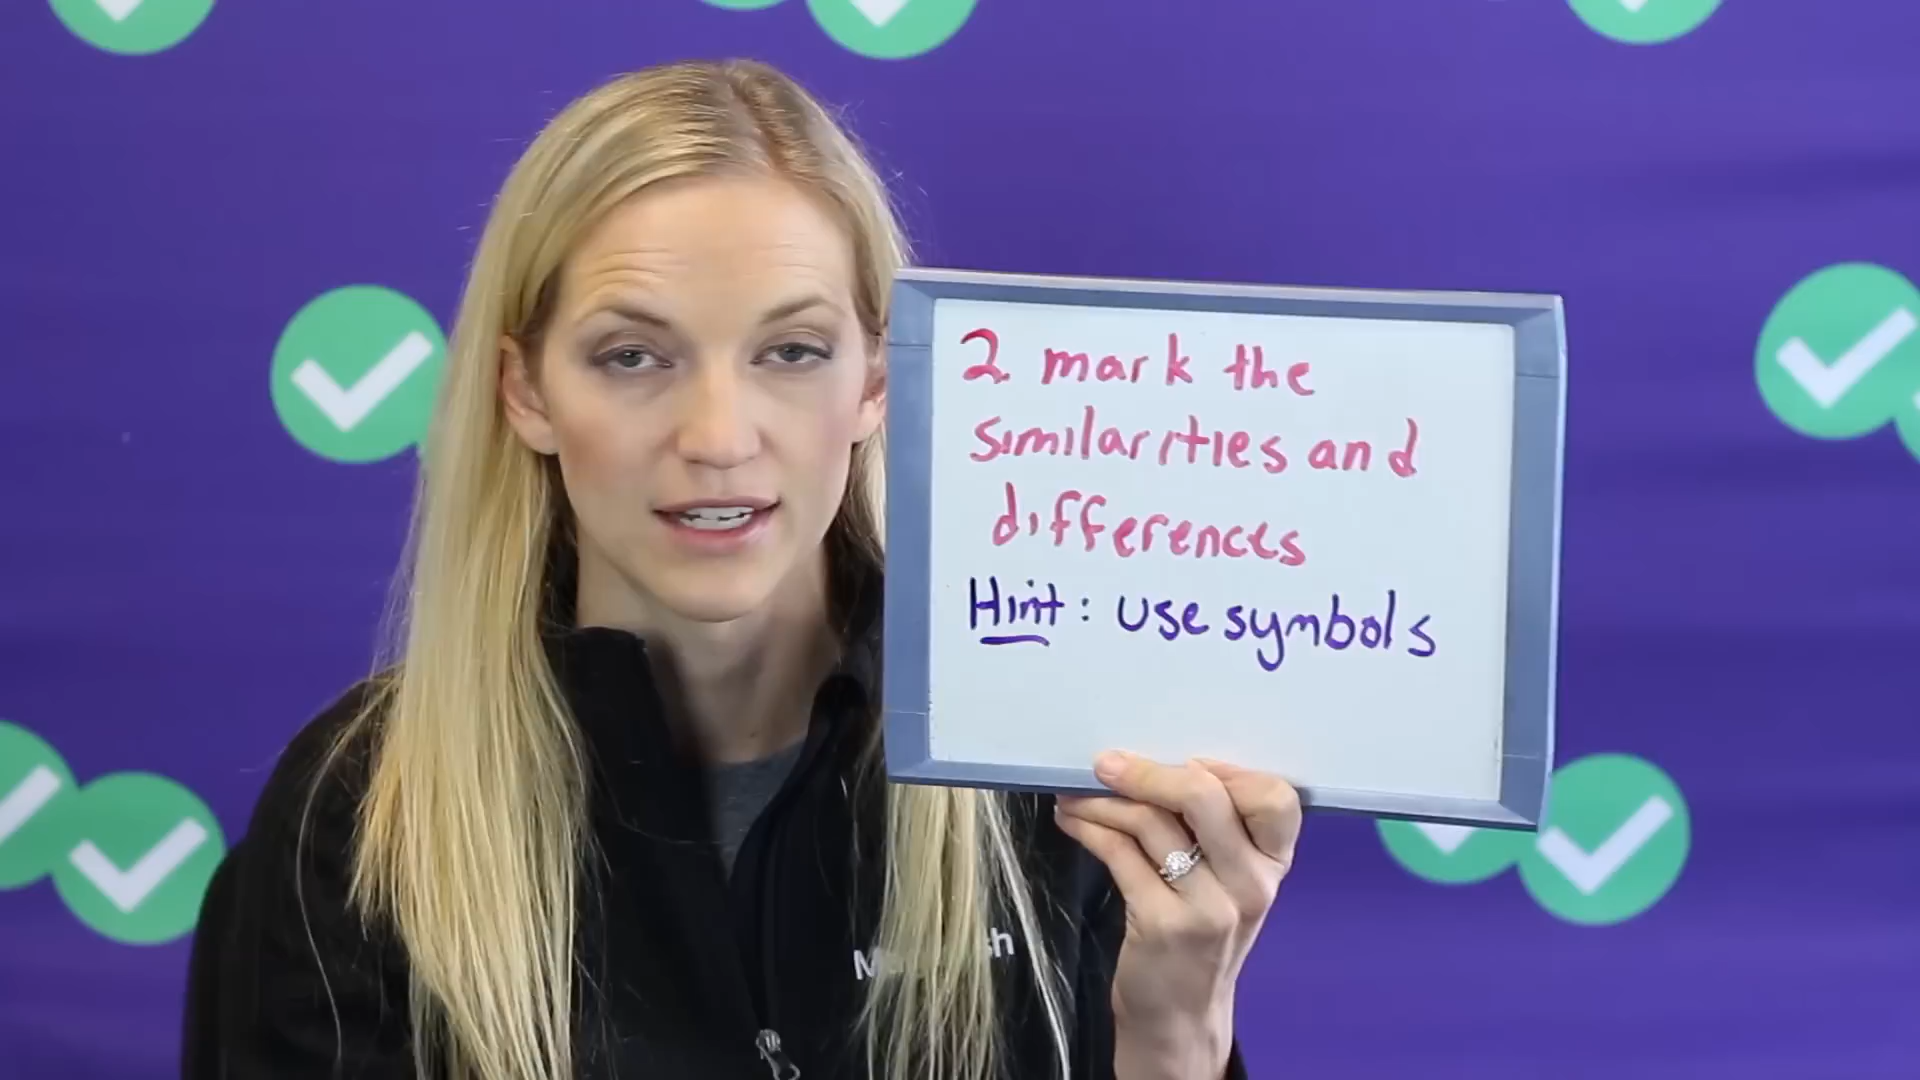 2 mark the
similarities and
differences
Hint: use symbols